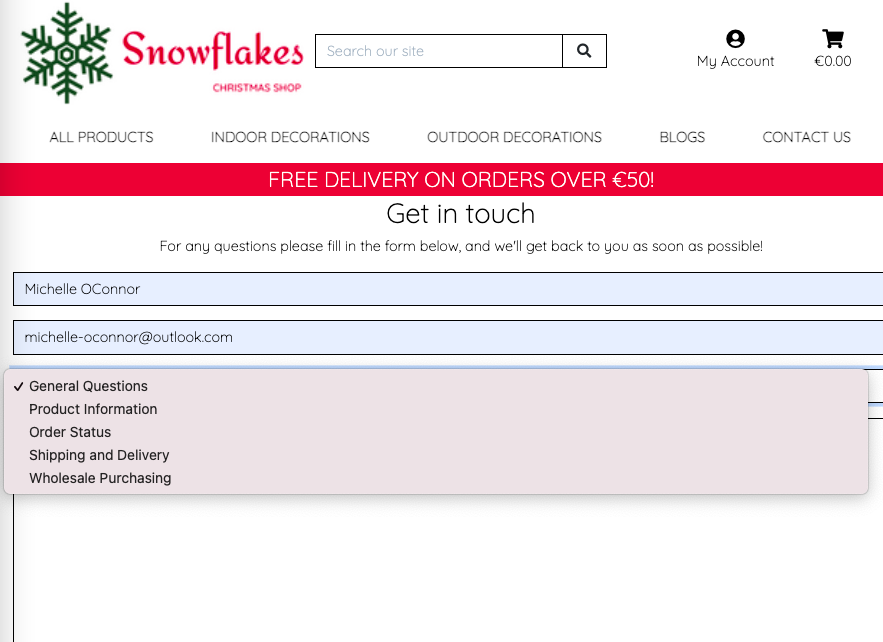 Snowflakes
CHRISTMAS SHOP
Search our site
My Account
€0.00
ALL PRODUCTS INDOOR DECORATIONS OUTDOOR DECORATIONS BLOGS CONTACT US
FREE DELIVERY ON ORDERS OVER €50!
Get in touch
For any questions please fill in the form below, and we'll get back to you as soon as possible!
Michelle OConnor
michelle-oconnor@outlook.com
General Questions
Product Information
Order Status
Shipping and Delivery
Wholesale Purchasing